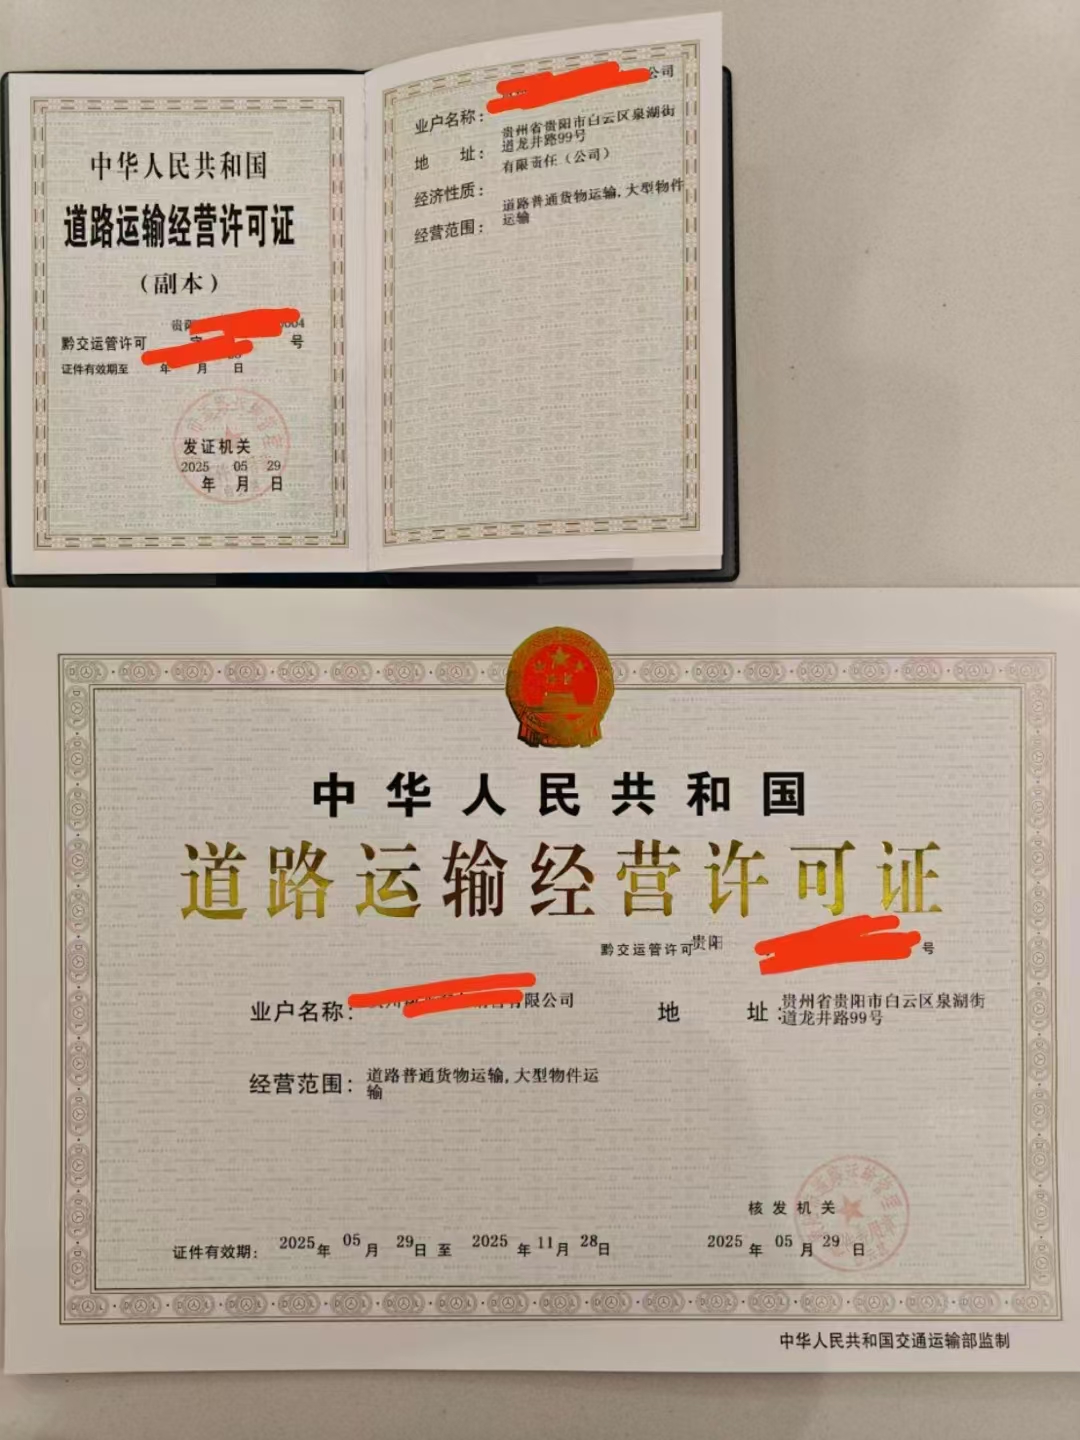 中华人民共和国
道路运输经营许可证
（副本）
贵阳
黔交运管许可 字 号
证件有效期至 年 月 日
发证机关
2025 05 29
年 月 日
公司
业户名称：
贵州省贵阳市白云区泉湖街
道龙井路99号
地 址：
有限责任（公司）
经济性质：
道路普通货物运输,大型物件
运输
经营范围：
中华人民共和国
道路运输经营许可证
黔交运管许可 贵阳 号
业户名称： 有限公司
地 址：贵州省贵阳市白云区泉湖街
道龙井路99号
经营范围：道路普通货物运输,大型物件运
输
核发机关
证件有效期： 2025年 05月 29日 至 2025年 11月 28日
2025年 05月 29日
中华人民共和国交通运输部监制